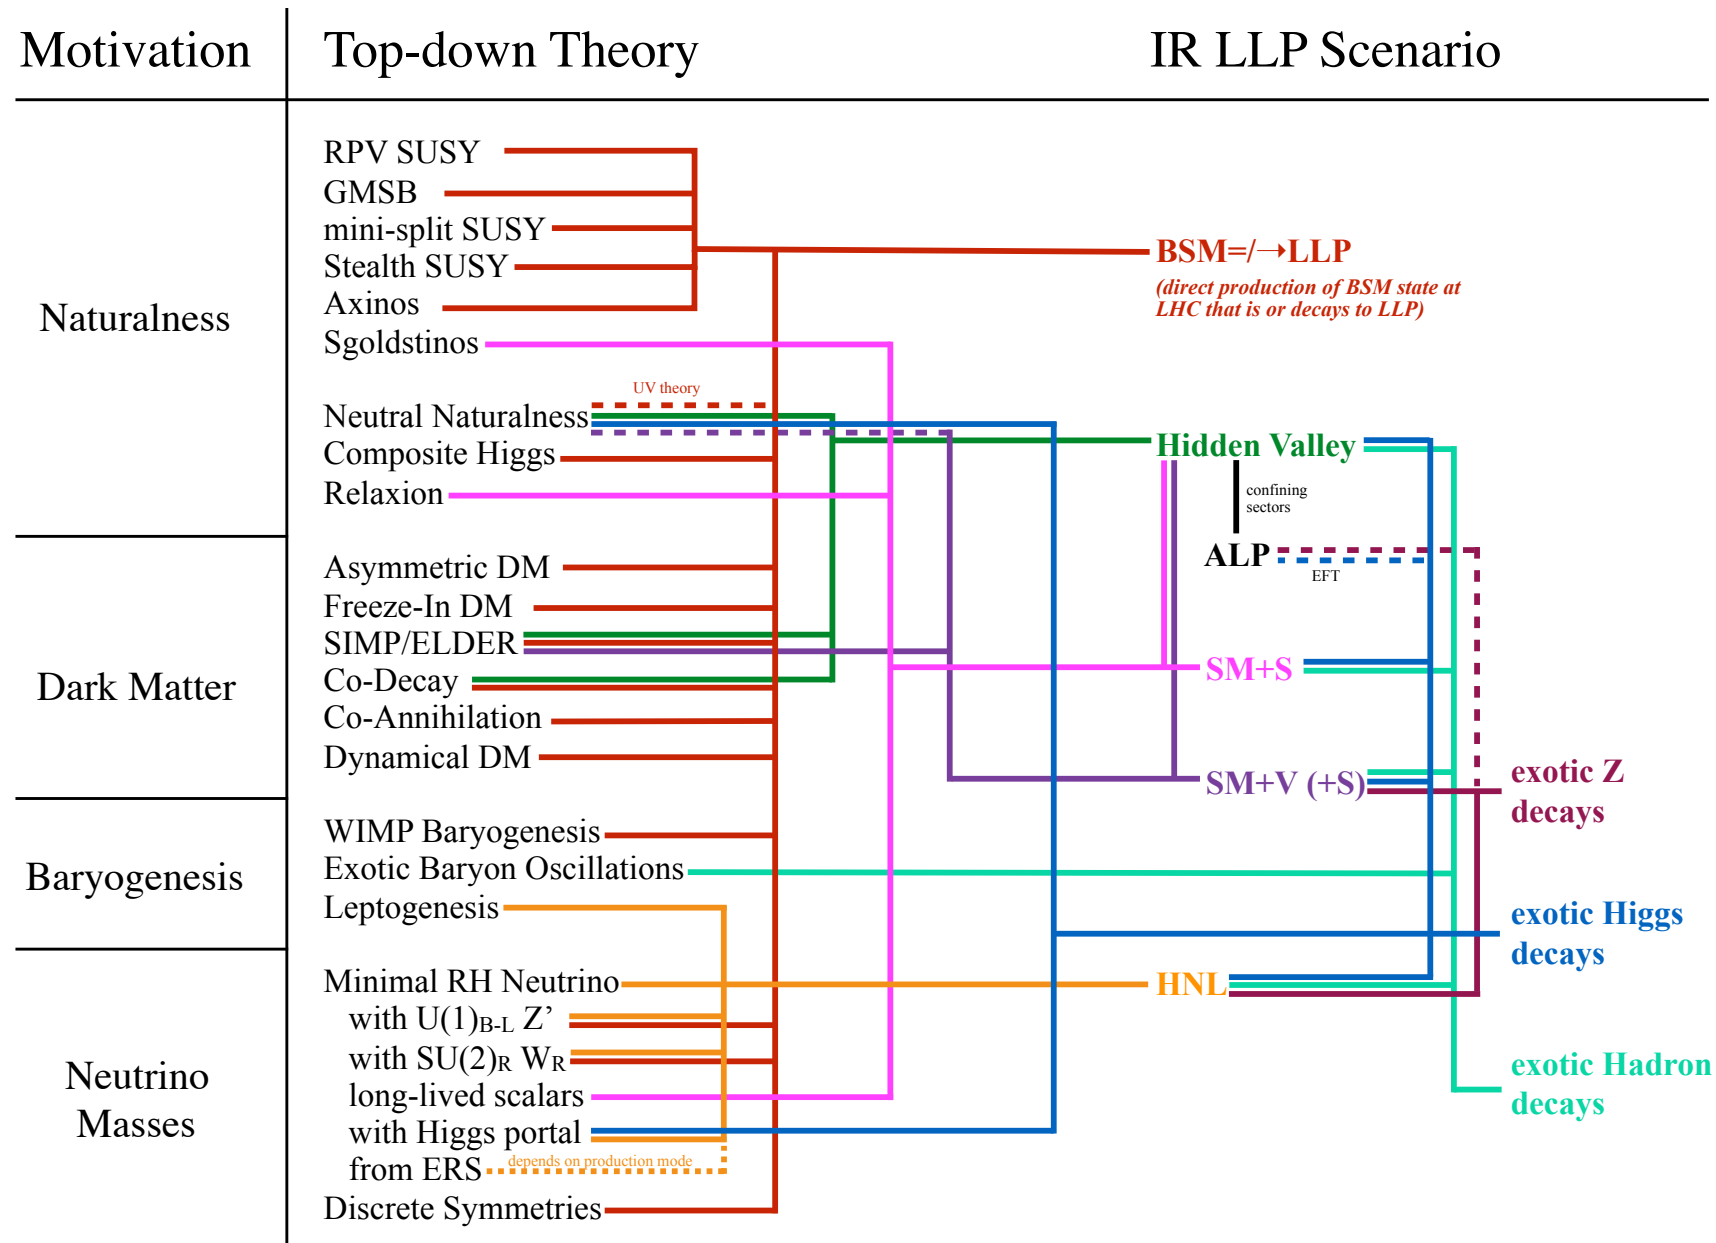 Motivation
Top-down Theory
IR LLP Scenario
Naturalness
RPV SUSY
GMSB
mini-split SUSY
Stealth SUSY
Axinos
Sgoldstinos
UV theory
Neutral Naturalness
Composite Higgs
Relaxion
BSM=/→LLP
(direct production of BSM state at
LHC that is or decays to LLP)
Hidden Valley
confining
sectors
ALP
EFT
Dark Matter
Asymmetric DM
Freeze-In DM
SIMP/ELDER
Co-Decay
Co-Annihilation
Dynamical DM
SM+S
SM+V (+S)
exotic Z
decays
Baryogenesis
WIMP Baryogenesis
Exotic Baryon Oscillations
Leptogenesis
exotic Higgs
decays
Neutrino
Masses
Minimal RH Neutrino
with U(1)B-L Z’
with SU(2)R WR
long-lived scalars
with Higgs portal
from ERS
depends on production mode
Discrete Symmetries
HNL
exotic Hadron
decays